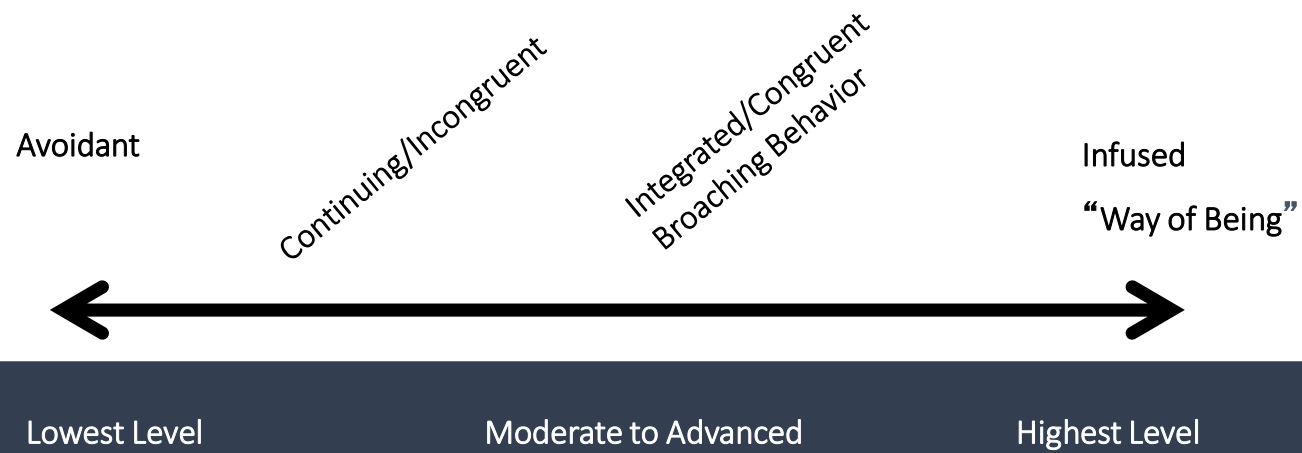 Avoidant
Continuing/Incongruent
Integrated/Congruent
Broaching Behavior
Infused
“Way of Being”
Lowest Level
Moderate to Advanced
Highest Level